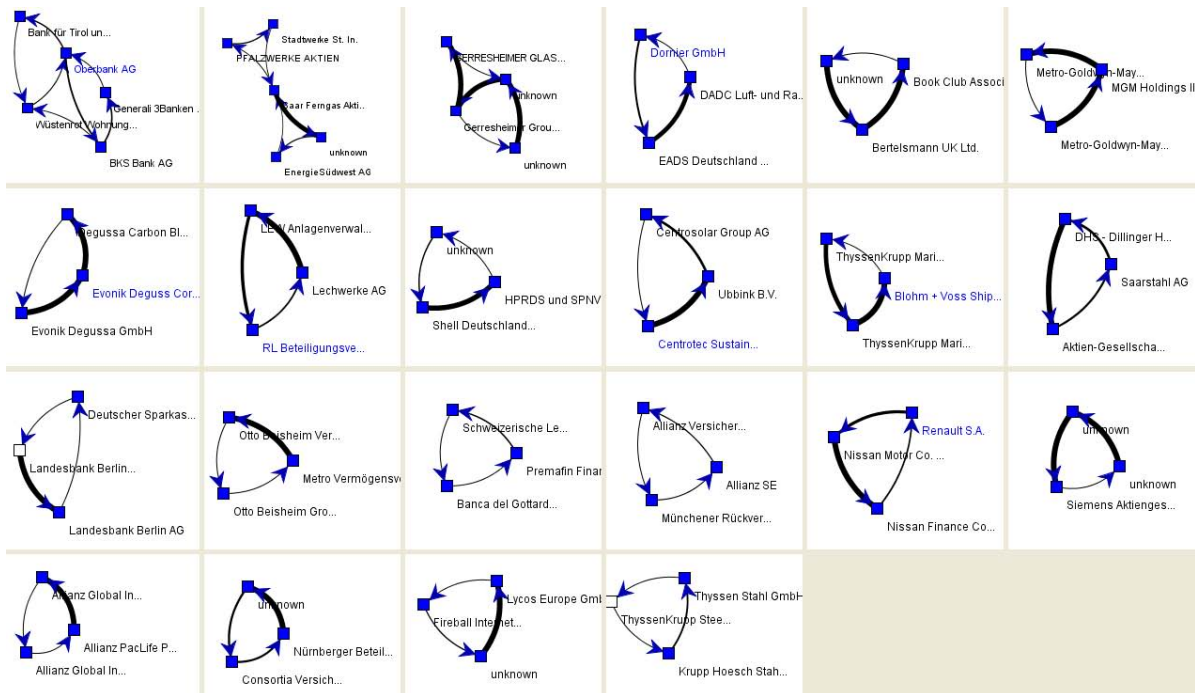 Bank für Tirol un...
Oberbank AG
Generali 3Banken .
Wüstenrot Wohnung...
BKS Bank AG
Stadtwerke St. In.
PFALZWERKE AKTIEN
Saar Ferngas Akti...
unknown
EnergieSüdwest AG
GERRESHEIMER GLAS...
unknown
Gerresheimer Grou...
unknown
Dornier GmbH
DADC Luft- und Ra...
EADS Deutschland ...
unknown
Book Club Associ
Bertelsmann UK Ltd.
Metro-Goldwyn-May...
MGM Holdings II
Metro-Goldwyn-May...
Degussa Carbon Bl...
Evonik Deguss Cor...
Evonik Degussa GmbH
LEW Anlagenverwal...
Lechwerke AG
RL Beteiligungsve...
unknown
HPRDS und SPNV
Shell Deutschland...
Centrosolar Group AG
Ubbink B.V.
Centrotec Sustain...
ThyssenKrupp Mari...
Blohm + Voss Ship...
ThyssenKrupp Mari...
DHS - Dillinger H...
Saarstahl AG
Aktien-Gesellscha...
Deutscher Sparkas...
Landesbank Berlin...
Landesbank Berlin AG
Otto Beisheim Ver...
Metro Vermögensv
Otto Beisheim Gro...
Schweizerische Le...
Premafin Finan
Banca del Gottard...
Allianz Versicher...
Allianz SE
Münchener Rückver...
Renault S.A.
Nissan Motor Co. ...
Nissan Finance Co...
unknown
unknown
Siemens Aktienges...
Allianz Global In...
Allianz PacLife P...
Allianz Global In...
unknown
Nürnberger Beteil...
Consortia Versich...
Lycos Europe Gmb
Fireball Internet...
unknown
Thyssen Stahl GmbH
ThyssenKrupp Stee...
Krupp Hoesch Stah...